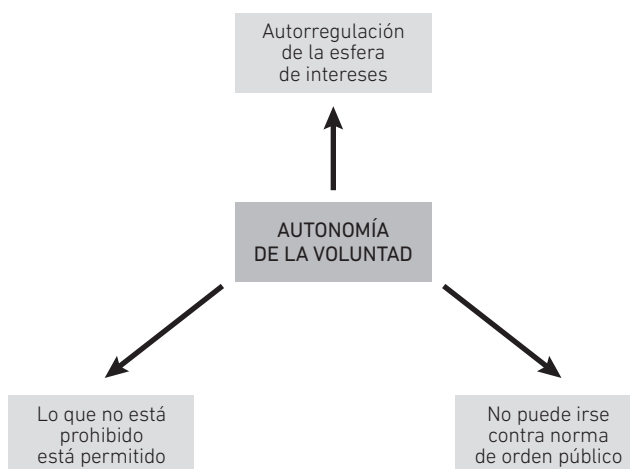 Autorregulación
de la esfera
de intereses
AUTONOMÍA
DE LA VOLUNTAD
Lo que no está
prohibido
está permitido
No puede irse
contra norma
de orden público